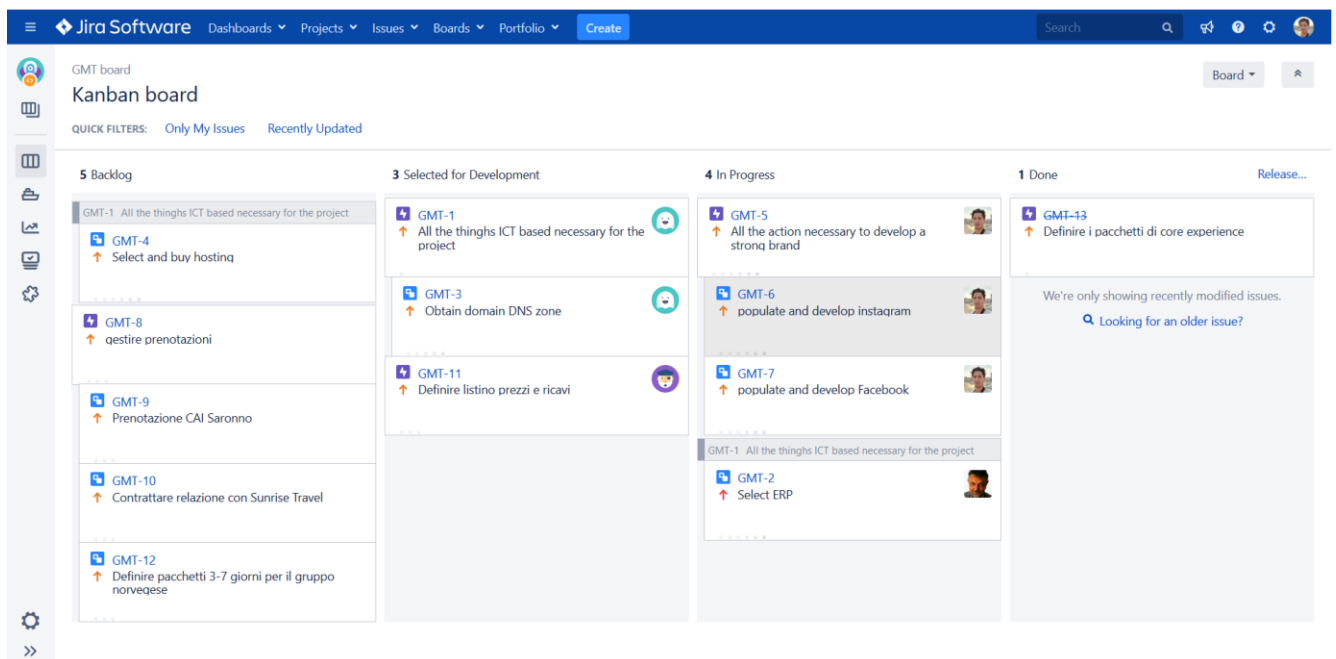 Jira Software Dashboards Projects Issues Boards Portfolio Create Search
GMT board
Kanban board
Board
QUICK FILTERS: Only My Issues Recently Updated
5 Backlog
GMT-1 All the thinghs ICT based necessary for the project
GMT-4
Select and buy hosting
GMT-8
gestire prenotazioni
GMT-9
Prenotazione CAI Saronno
GMT-10
Contrattare relazione con Sunrise Travel
GMT-12
Definire pacchetti 3-7 giorni per il gruppo
norvegese
3 Selected for Development
GMT-1
All the thinghs ICT based necessary for the
project
GMT-3
Obtain domain DNS zone
GMT-11
Definire listino prezzi e ricavi
4 In Progress
GMT-5
All the action necessary to develop a
strong brand
GMT-6
populate and develop instagram
GMT-7
populate and develop Facebook
GMT-1 All the thinghs ICT based necessary for the project
GMT-2
Select ERP
1 Done
Release...
GMT-13
Definire i pacchetti di core experience
We're only showing recently modified issues.
Looking for an older issue?